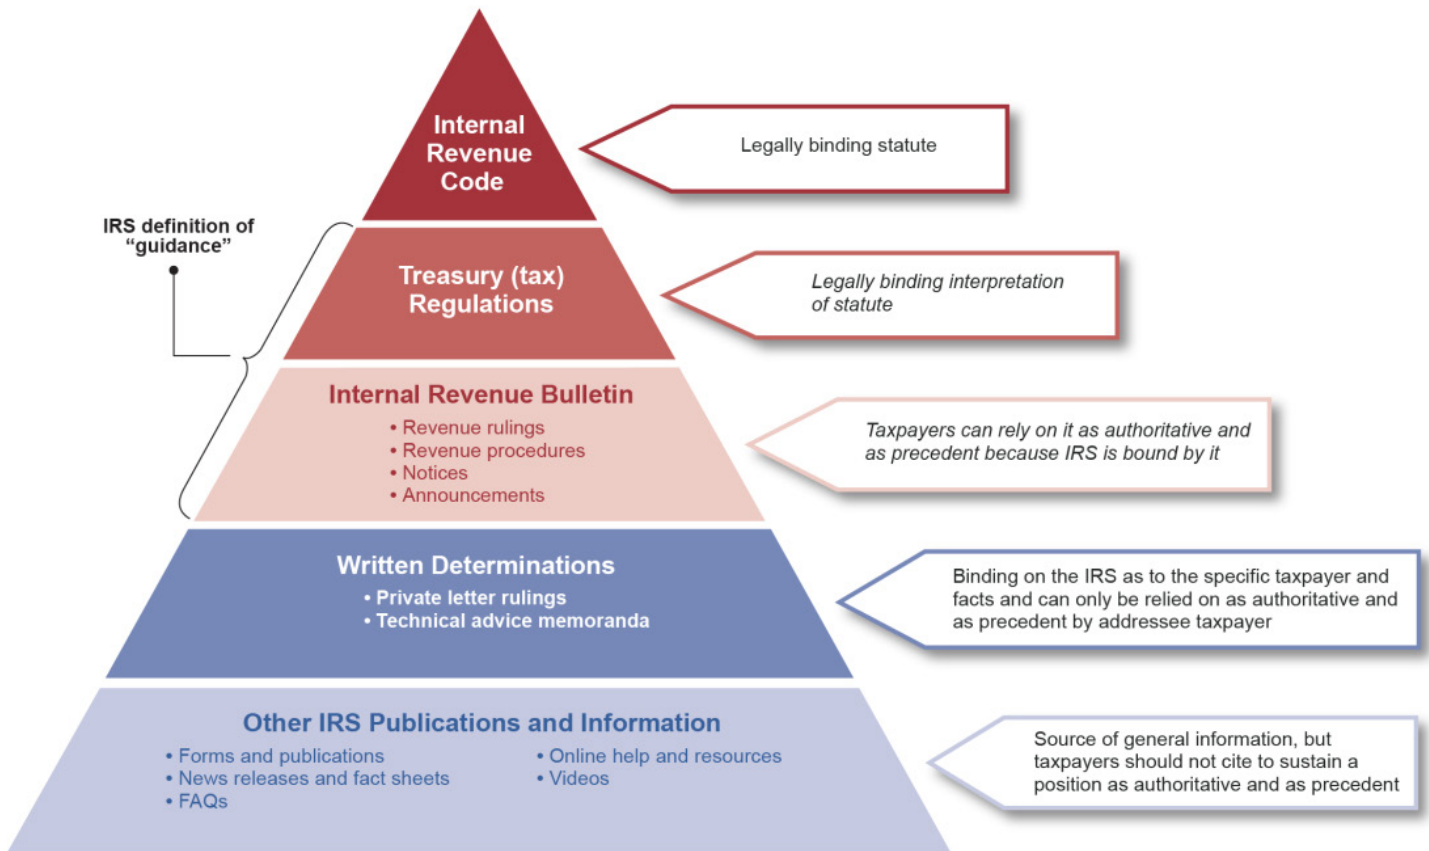 Internal
Revenue
Code
Legally binding statute
IRS definition of
“guidance”
Treasury (tax)
Regulations
Legally binding interpretation
of statute
Internal Revenue Bulletin
• Revenue rulings
• Revenue procedures
• Notices
• Announcements
Taxpayers can rely on it as authoritative and
as precedent because IRS is bound by it
Written Determinations
• Private letter rulings
• Technical advice memoranda
Binding on the IRS as to the specific taxpayer and
facts and can only be relied on as authoritative and
as precedent by addressee taxpayer
Other IRS Publications and Information
• Forms and publications
• News releases and fact sheets
• FAQs
• Online help and resources
• Videos
Source of general information, but
taxpayers should not cite to sustain a
position as authoritative and as precedent